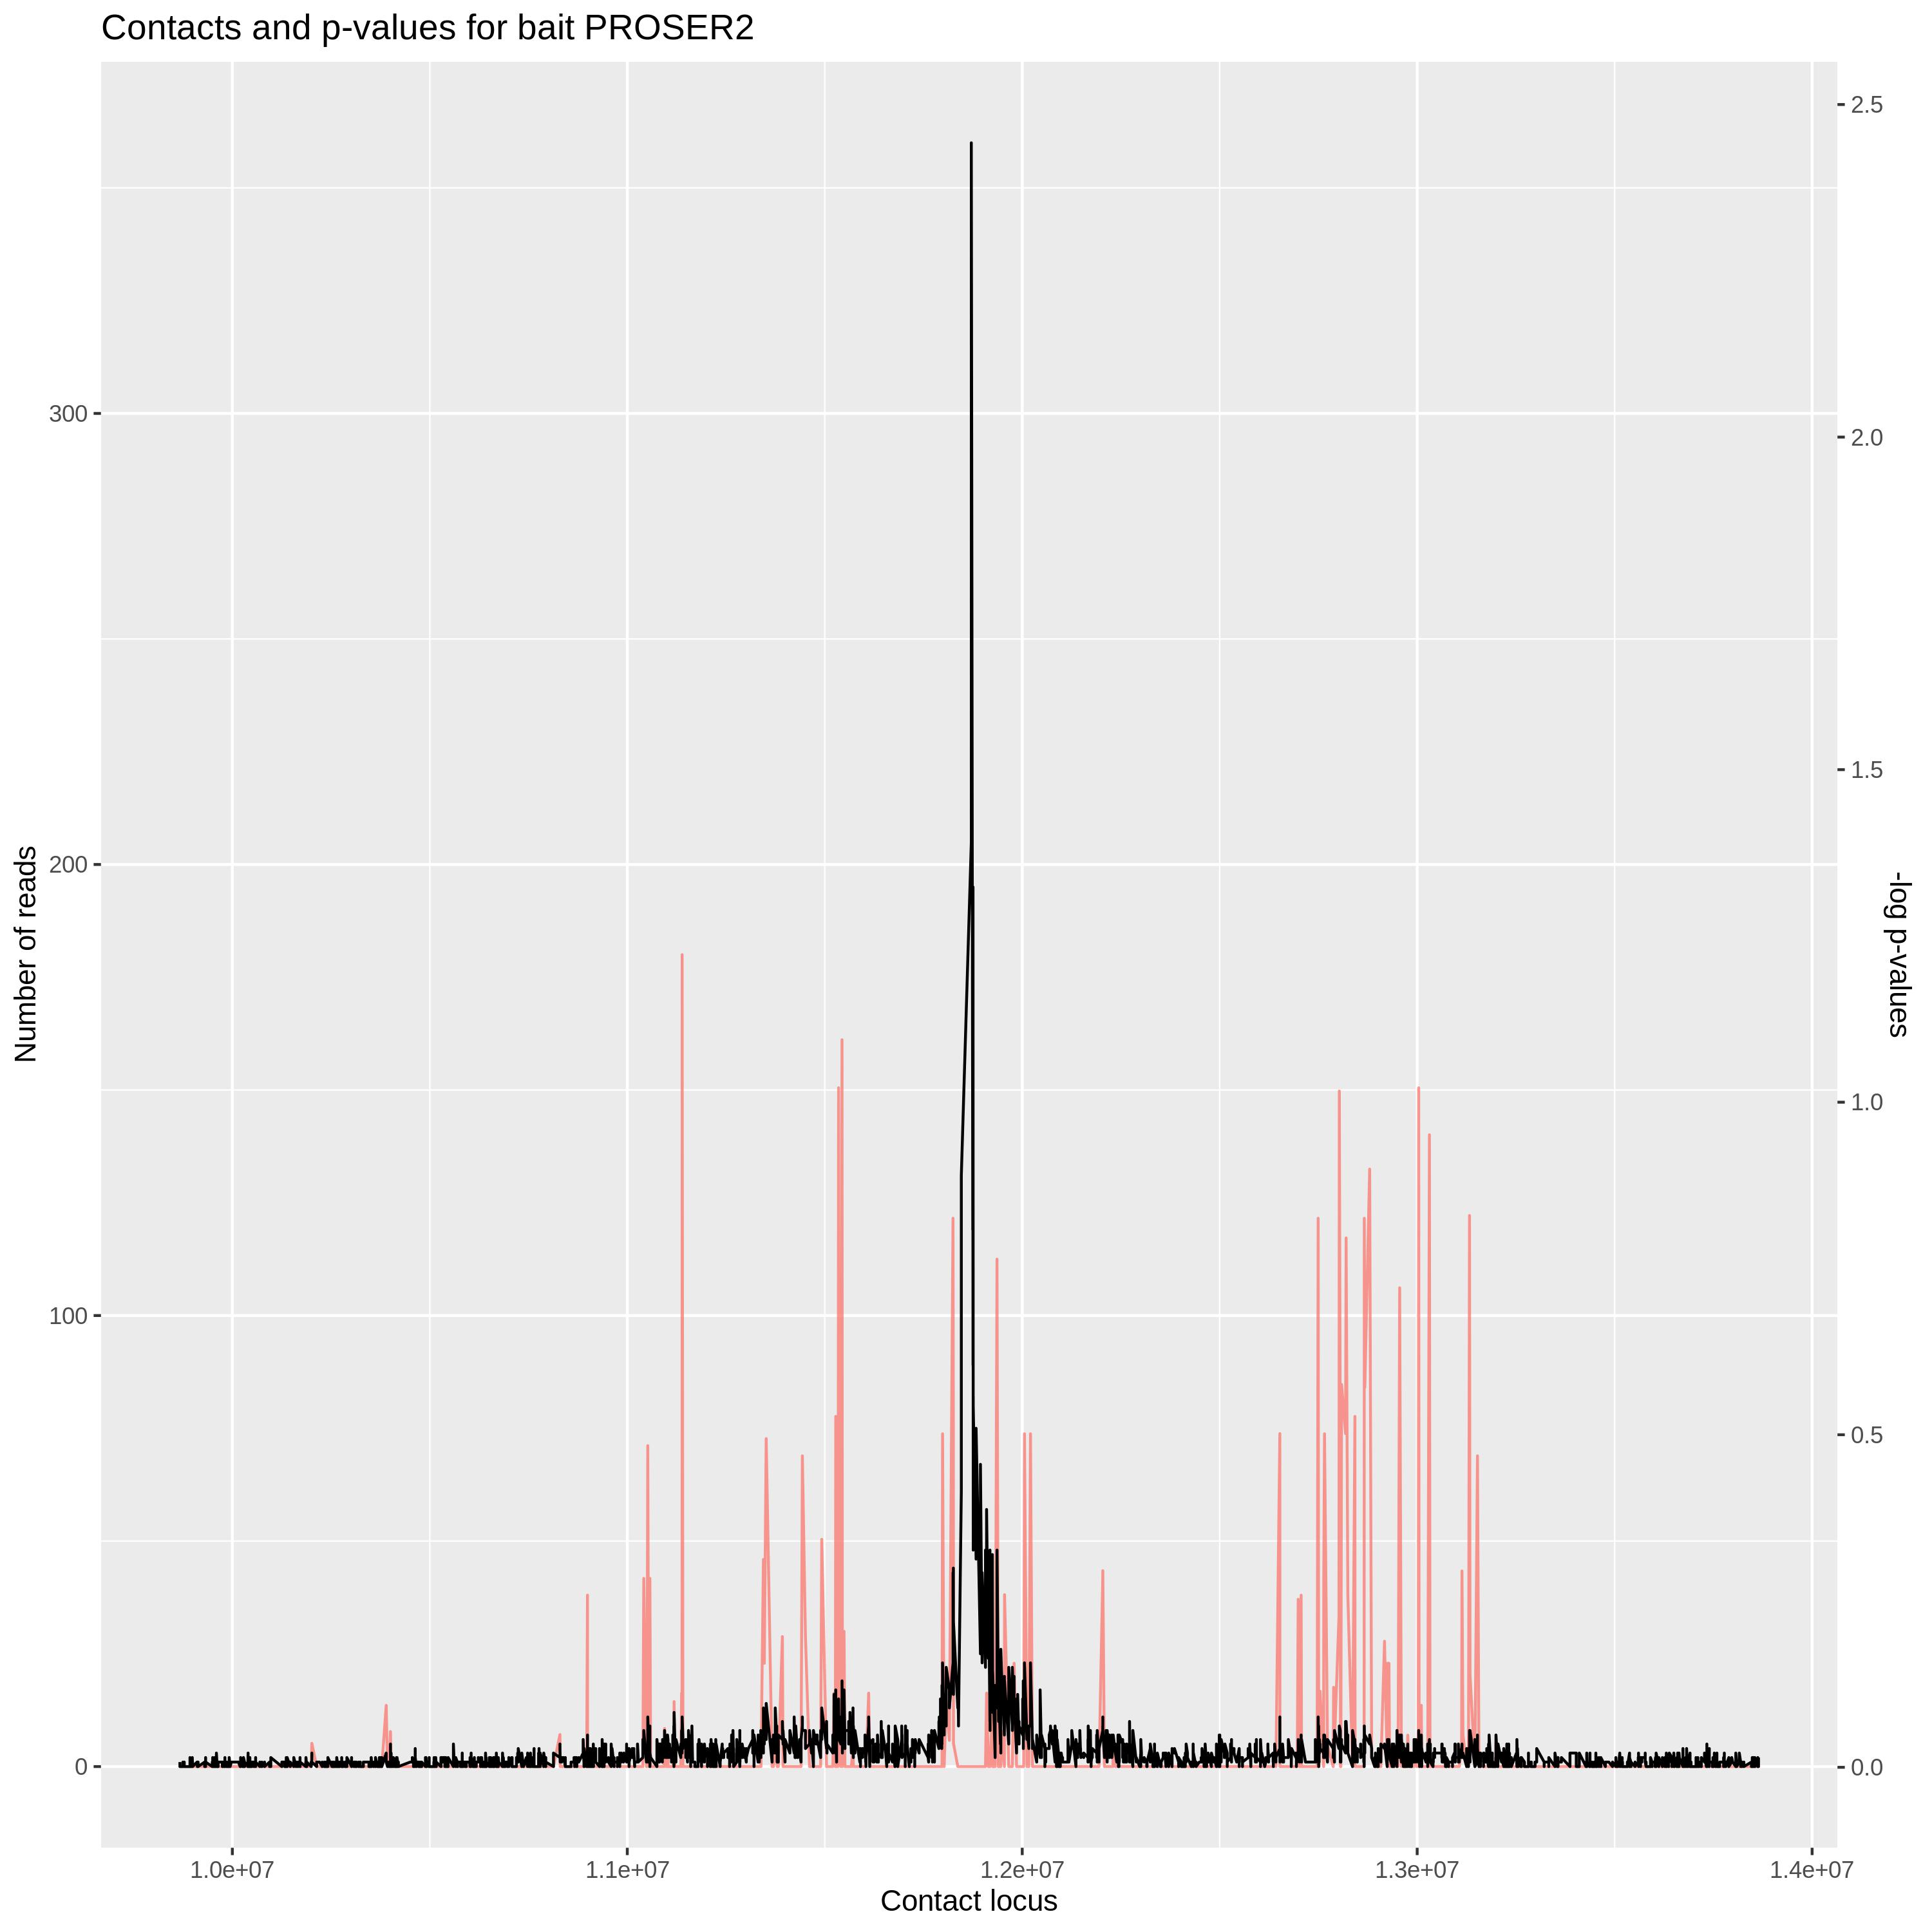 Contacts and p-values for bait PROSER2
Number of reads
300
200
100
0
2.5
2.0
1.5
1.0
0.5
0.0
-log p-values
1.0e+07
1.1e+07
1.2e+07
1.3e+07
1.4e+07
Contact locus